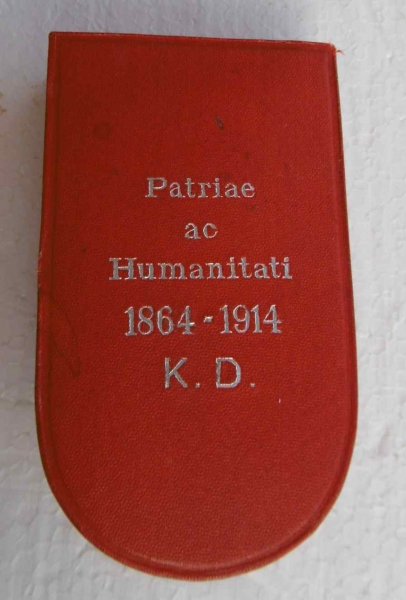 Patriae
ac
Humanitati
1864 - 1914
K. D.